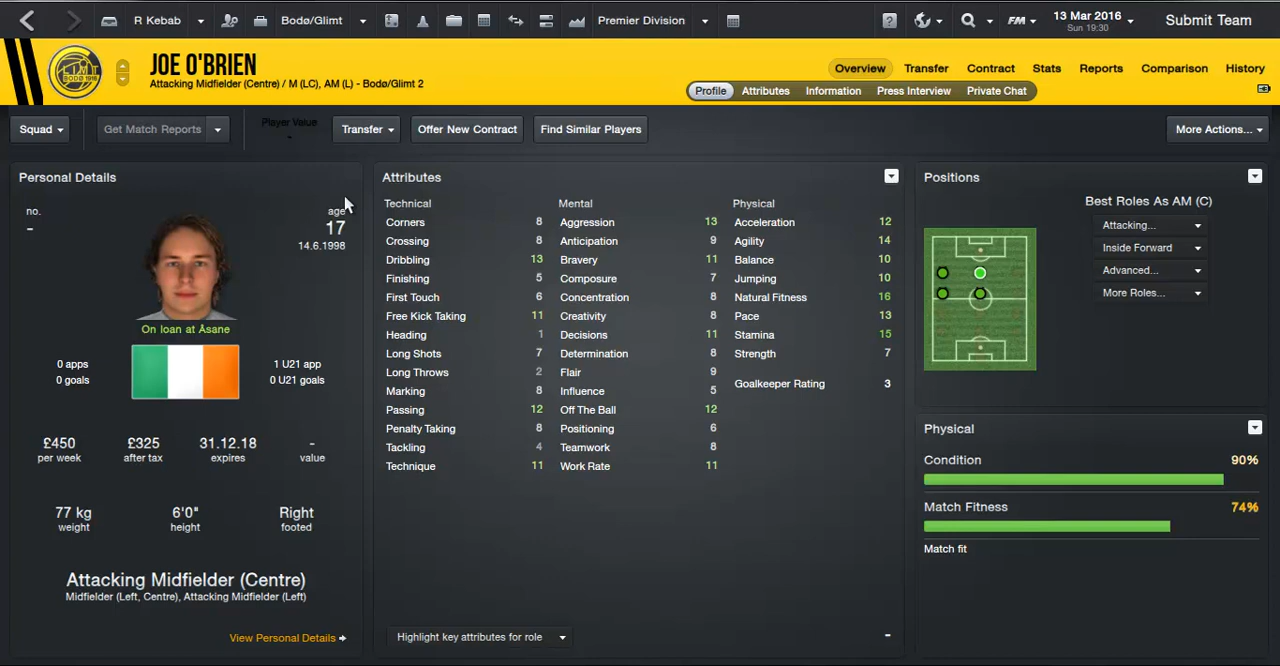 R Kebab
Bodø/Glimt
Premier Division
?
FM
13 Mar 2016
Sun 19:30
Submit Team
GLIMT
BODØ 1916
JOE O'BRIEN
Attacking Midfielder (Centre) / M (LC), AM (L) - Bodø/Glimt 2
Overview Transfer Contract Stats Reports Comparison History
Profile Attributes Information Press Interview Private Chat
Squad
Get Match Reports
Player Value
-
Transfer
Offer New Contract
Find Similar Players
More Actions...
Personal Details
no.
-
age
17
14.6.1998
On loan at Åsane
0 apps
0 goals
1 U21 app
0 U21 goals
£450
per week
£325
after tax
31.12.18
expires
-
value
77 kg
weight
6'0"
height
Right
footed
Attacking Midfielder (Centre)
Midfielder (Left, Centre), Attacking Midfielder (Left)
View Personal Details
Attributes
Technical
Corners 8
Crossing 8
Dribbling 13
Finishing 5
First Touch 6
Free Kick Taking 11
Heading 1
Long Shots 7
Long Throws 2
Marking 8
Passing 12
Penalty Taking 8
Tackling 4
Technique 11
Mental
Aggression 13
Anticipation 9
Bravery 11
Composure 7
Concentration 8
Creativity 8
Decisions 11
Determination 8
Flair 9
Influence 5
Off The Ball 12
Positioning 6
Teamwork 8
Work Rate 11
Physical
Acceleration 12
Agility 14
Balance 10
Jumping 10
Natural Fitness 16
Pace 13
Stamina 15
Strength 7
Goalkeeper Rating 3
Highlight key attributes for role
-
Positions
Best Roles As AM (C)
Attacking...
Inside Forward
Advanced...
More Roles...
Physical
Condition 90%
Match Fitness 74%
Match fit